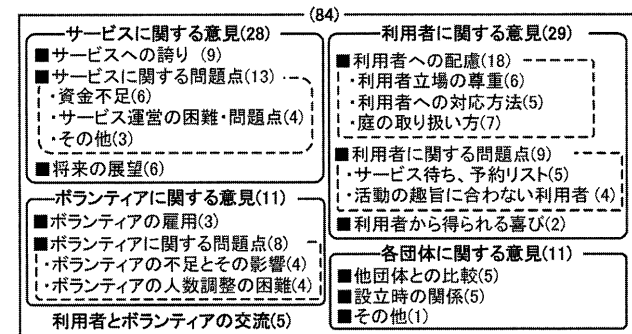 (84)
サービスに関する意見(28)
■サービスへの誇り (9)
■サービスに関する問題点(13)
・資金不足(6)
・サービス運営の困難・問題点(4)
・その他(3)
■将来の展望(6)
ボランティアに関する意見(11)
■ボランティアの雇用(3)
■ボランティアに関する問題点(8)
・ボランティアの不足とその影響(4)
・ボランティアの人数調整の困難(4)
利用者とボランティアの交流(5)
利用者に関する意見(29)
■利用者への配慮(18)
・利用者立場の尊重(6)
・利用者への対応方法(5)
・庭の取り扱い方(7)
■利用者に関する問題点(9)
・サービス待ち、予約リスト(5)
・活動の趣旨に合わない利用者 (4)
■利用者から得られる喜び(2)
各団体に関する意見(11)
■他団体との比較(5)
■設立時の関係(5)
■その他(1)